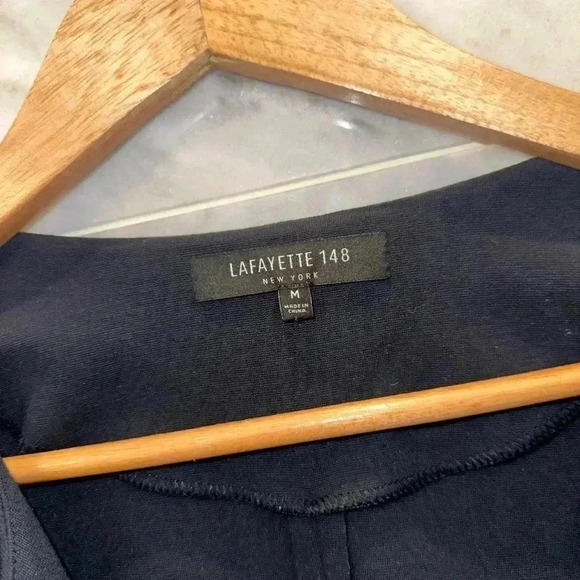 LAFAYETTE 148
NEW YORK
M
MADE IN
CHINA